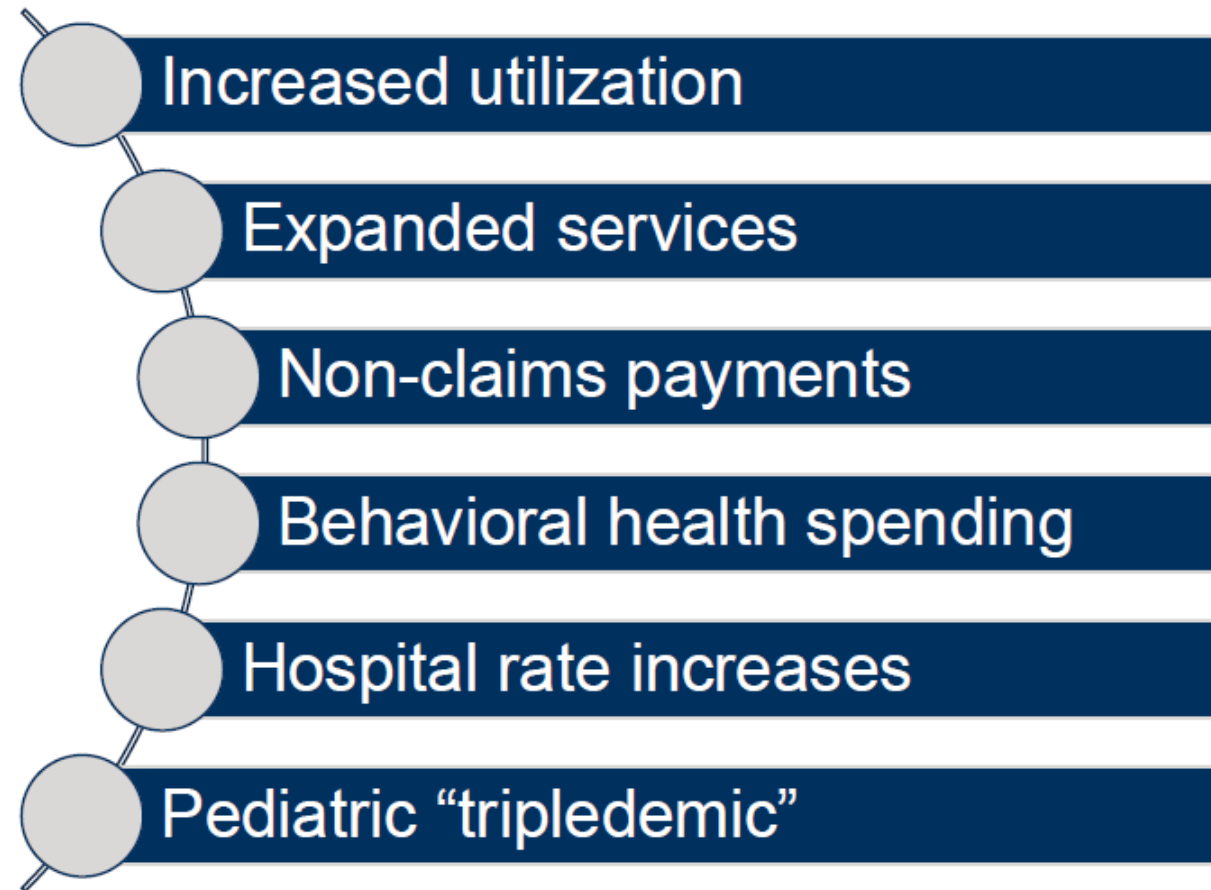 Increased utilization
Expanded services
Non-claims payments
Behavioral health spending
Hospital rate increases
Pediatric “tripledemic”